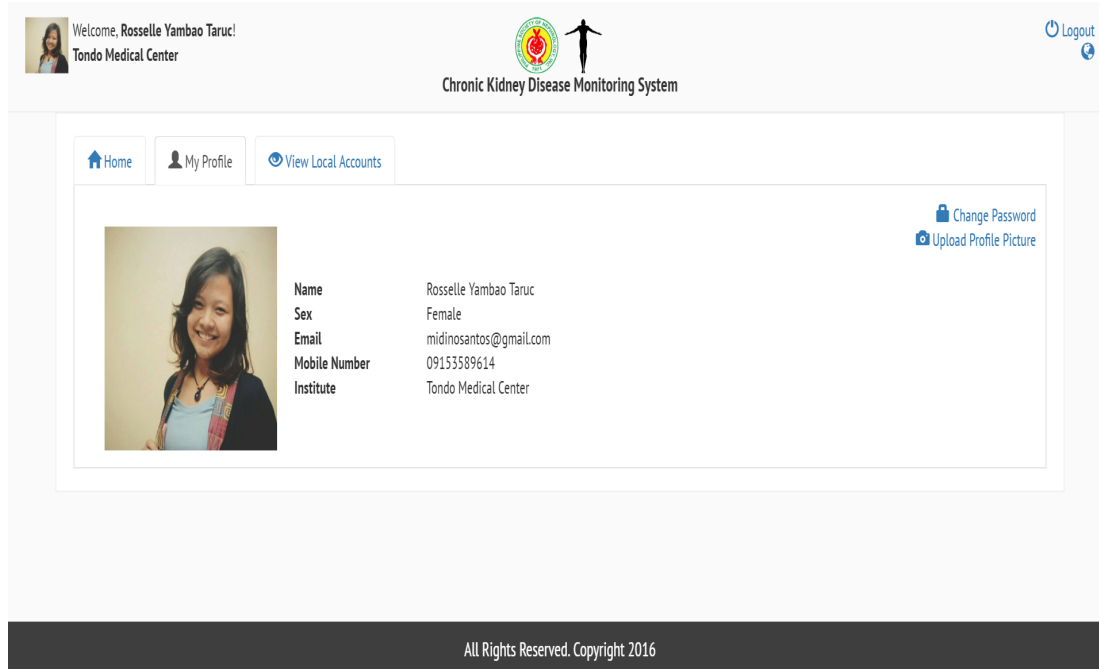 Welcome, Rosselle Yambao Taruc!
Tondo Medical Center
Chronic Kidney Disease Monitoring System
Logout
Home
My Profile
View Local Accounts
Change Password
Upload Profile Picture
Name Rosselle Yambao Taruc
Sex Female
Email midinosantos@gmail.com
Mobile Number 09153589614
Institute Tondo Medical Center
All Rights Reserved. Copyright 2016